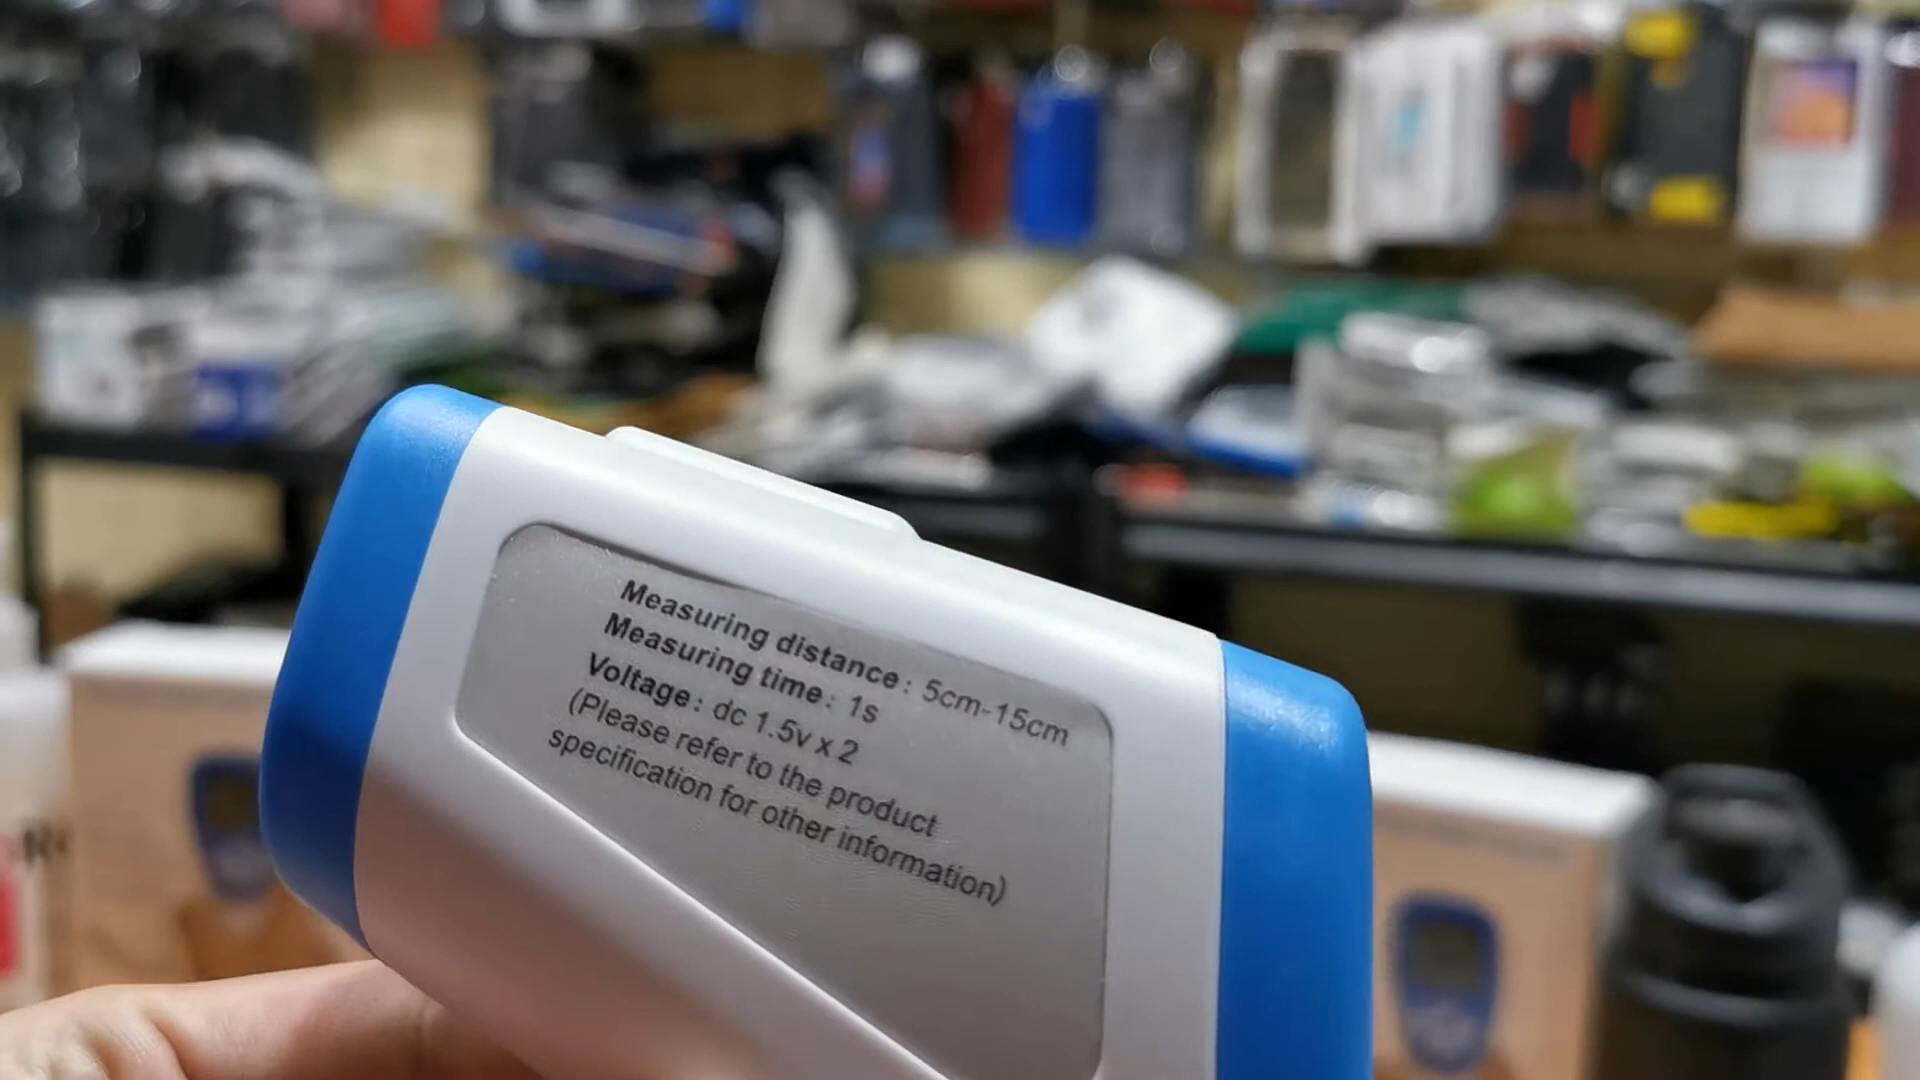 Measuring distance: 5cm-15cm
Measuring time: 1s
Voltage: dc 1.5v x 2
(Please refer to the product
specification for other information)